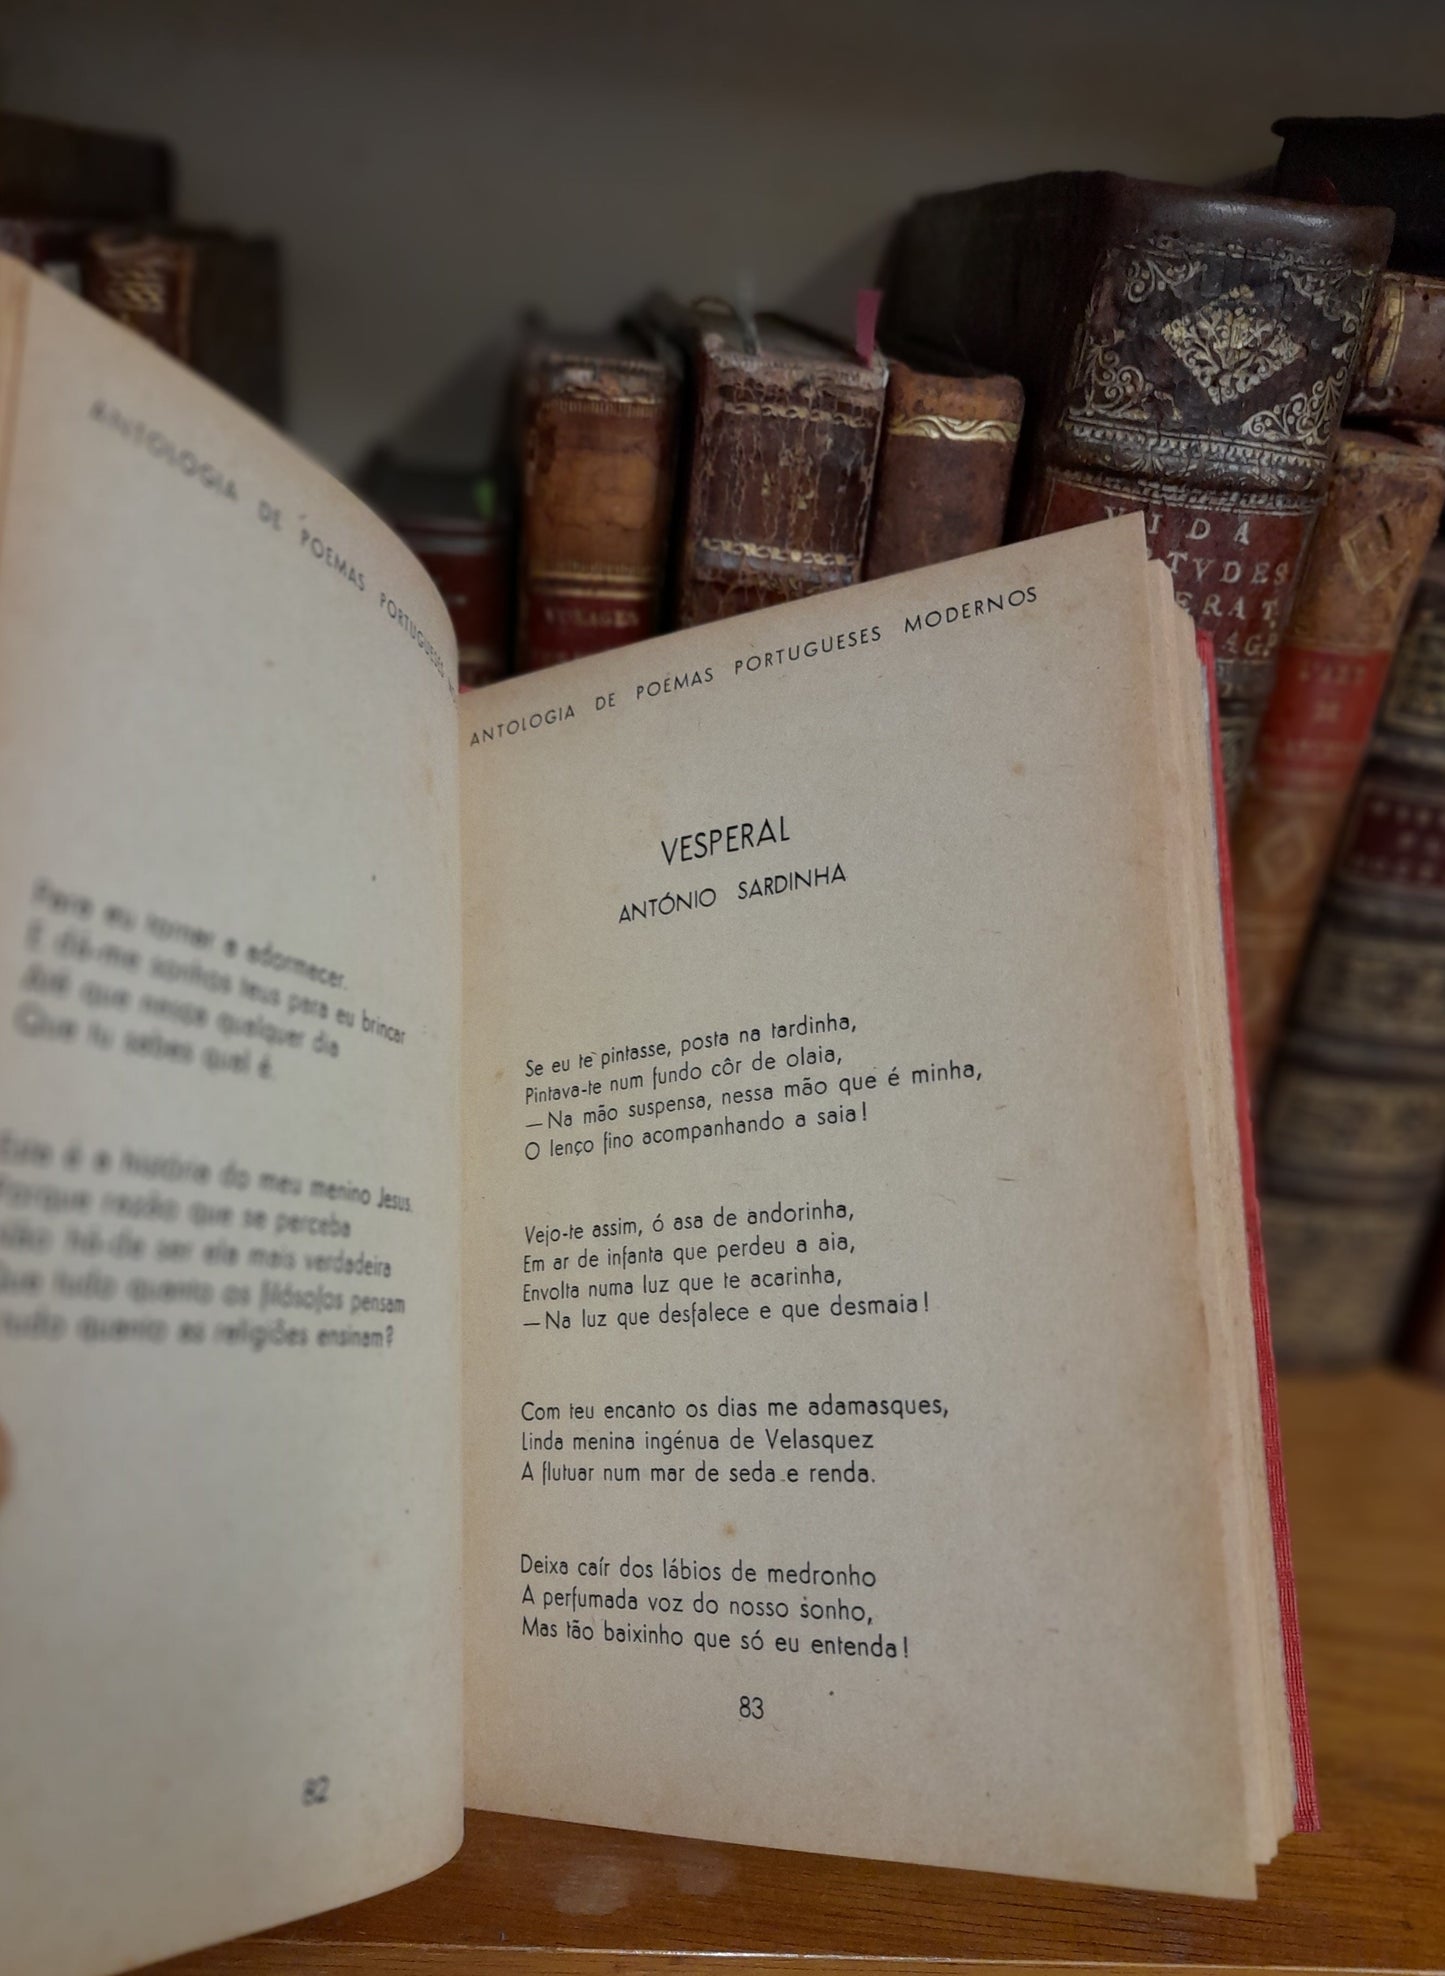 ANTOLOGIA DE POEMAS PORTUGUESES
Para eu tornar a adormecer.
E dá-me sonhos teus para eu brincar
Até que nasça qualquer dia
Que tu sabes qual é.
Esta é a história do meu menino Jesus.
Porque razão que se perceba
Não há-de ser ela mais verdadeira
Que tudo quanto os filósofos pensam
tudo quanto as religiões ensinam?
82
ANTOLOGIA DE POEMAS PORTUGUESES MODERNOS
VESPERAL
ANTÓNIO SARDINHA
Se eu te pintasse, posta na tardinha,
Pintava-te num fundo côr de olaia,
—Na mão suspensa, nessa mão que é minha,
O lenço fino acompanhando a saia!
Vejo-te assim, ó asa de andorinha,
Em ar de infanta que perdeu a aia,
Envolta numa luz que te acarinha,
—Na luz que desfalece e que desmaia!
Com teu encanto os dias me adamasques,
Linda menina ingénua de Velasquez
A flutuar num mar de seda e renda.
Deixa caír dos lábios de medronho
A perfumada voz do nosso sonho,
Mas tão baixinho que só eu entenda!
83
VIDA
TVDES
ERAT
AGP